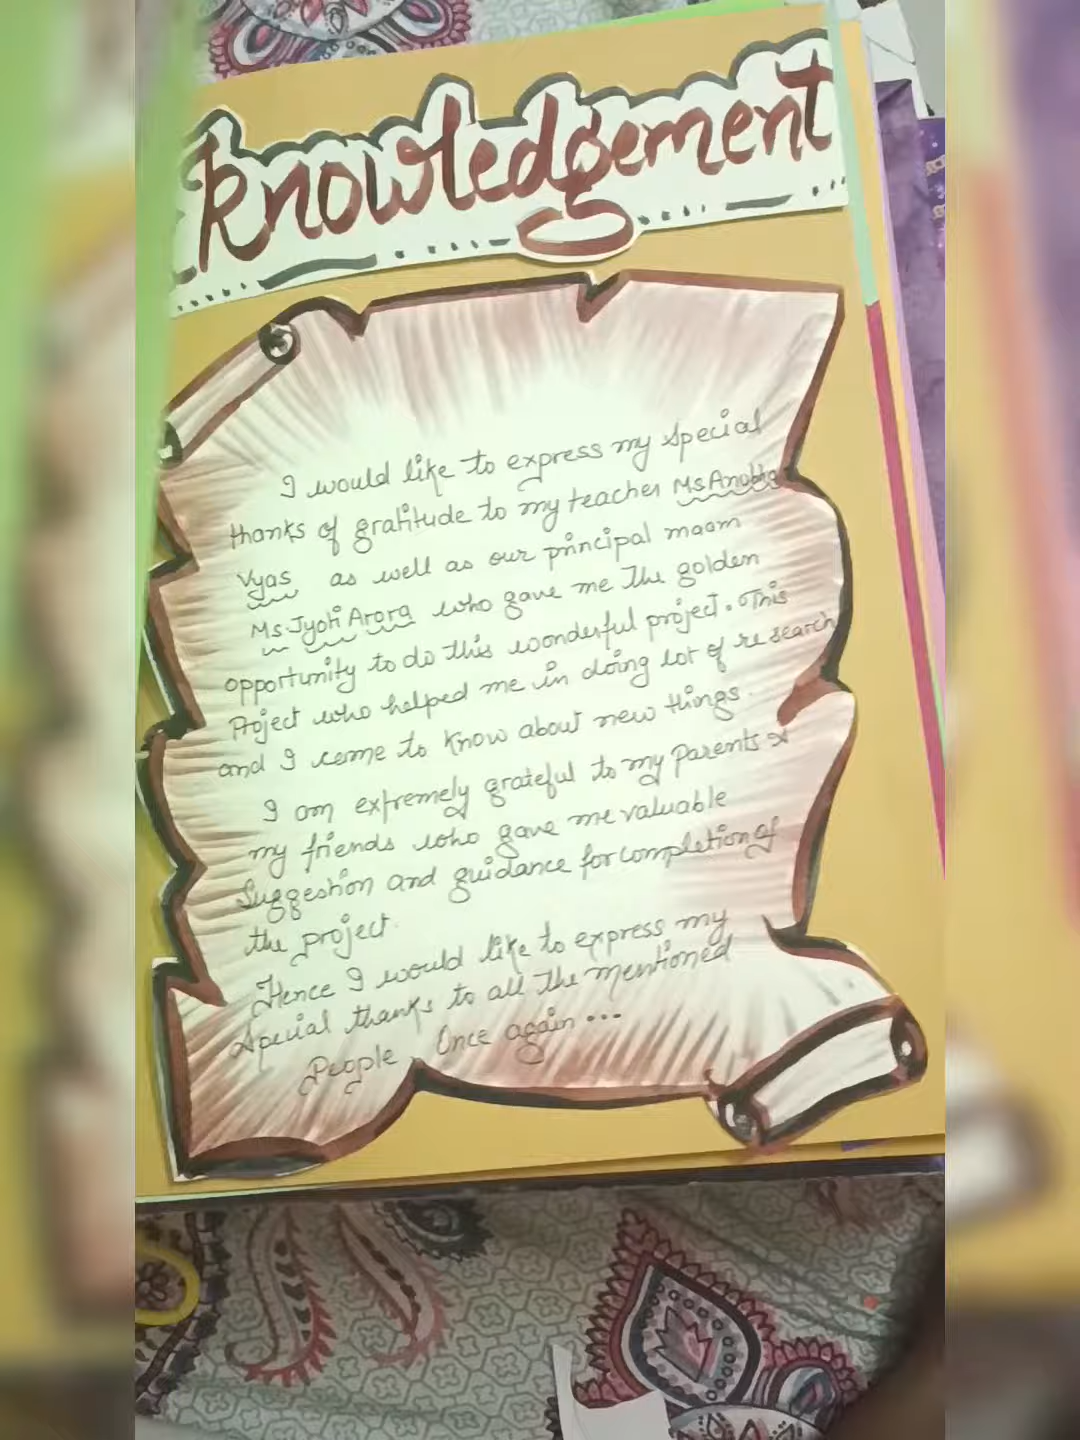 knowledgement
I would like to express my special
thanks of gratitude to my teacher Ms
Vyas as well as our principal maam
Ms. Jyoti Arora who gave me the golden
opportunity to do this wonderful project. This
Project who helped me in doing lot of research
and I come to know about new things.
I am extremely grateful to my parents &
my friends who gave me valuable
Suggestion and guidance for completion of
the project.
Hence I would like to express my
Special thanks to all the mentioned
People, Once again ...